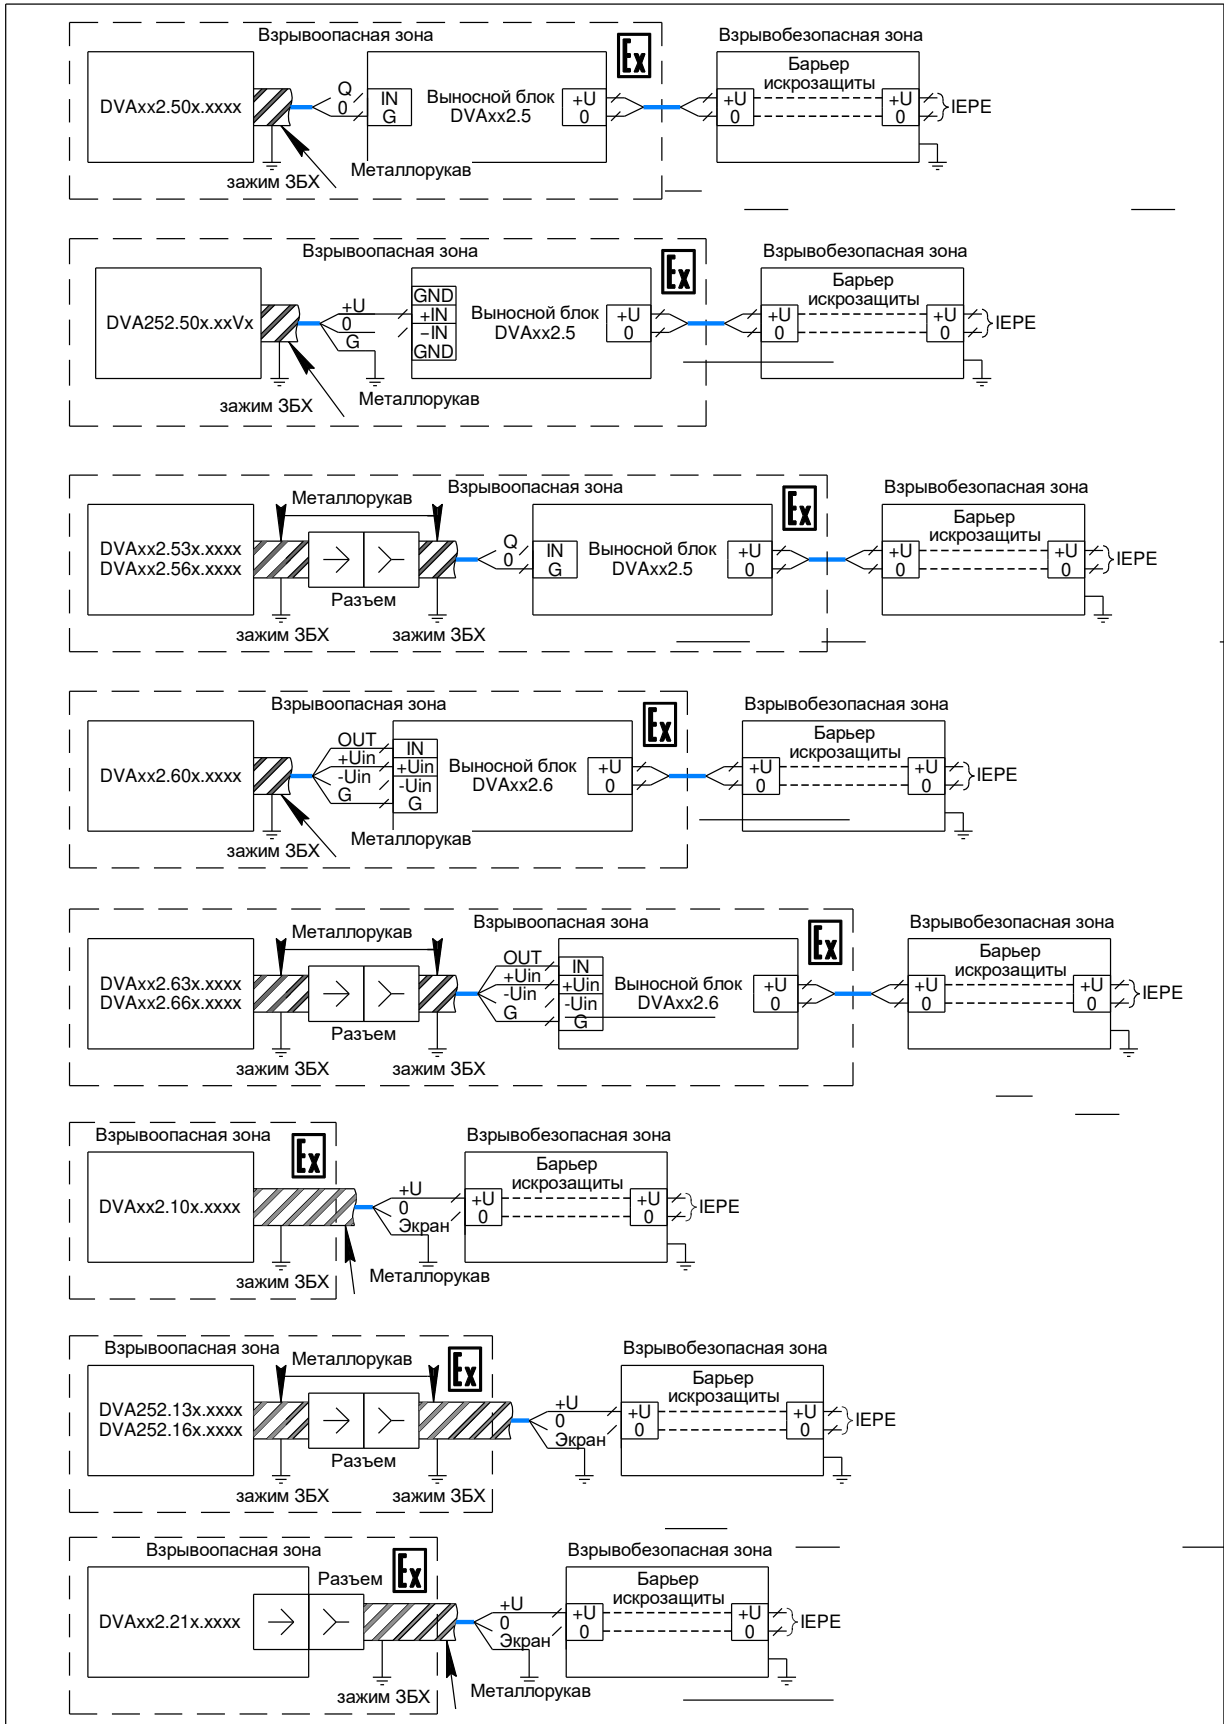 Взрывоопасная зона
Взрывобезопасная зона
Ex
Барьер
искрозащиты
DVAxx2.50x.xxxx
Q
0
IN
G
Выносной блок
DVAxx2.5
+U
0
+U
0
+U
0
IEPE
Металлорукав
зажим ЗБХ
Взрывоопасная зона
Взрывобезопасная зона
Ex
Барьер
искрозащиты
DVA252.50x.xxVx
+U
0
G
GND
+IN
–IN
GND
Выносной блок
DVAxx2.5
+U
0
+U
0
+U
0
IEPE
Металлорукав
зажим ЗБХ
Взрывоопасная зона
Взрывобезопасная зона
Металлорукав
Ex
Барьер
искрозащиты
DVAxx2.53x.xxxx
DVAxx2.56x.xxxx
Q
0
IN
G
Выносной блок
DVAxx2.5
+U
0
+U
0
+U
0
IEPE
Разъем
зажим ЗБХ
зажим ЗБХ
Взрывоопасная зона
Взрывобезопасная зона
Ex
Барьер
искрозащиты
DVAxx2.60x.xxxx
OUT
+Uin
-Uin
G
IN
+Uin
-Uin
G
Выносной блок
DVAxx2.6
+U
0
+U
0
+U
0
IEPE
Металлорукав
зажим ЗБХ
Взрывоопасная зона
Взрывобезопасная зона
Металлорукав
Ex
Барьер
искрозащиты
DVAxx2.63x.xxxx
DVAxx2.66x.xxxx
OUT
+Uin
-Uin
G
IN
+Uin
-Uin
G
Выносной блок
DVAxx2.6
+U
0
+U
0
+U
0
IEPE
Разъем
зажим ЗБХ
зажим ЗБХ
Взрывоопасная зона
Взрывобезопасная зона
Ex
Барьер
искрозащиты
DVAxx2.10x.xxxx
+U
0
Экран
+U
0
+U
0
IEPE
зажим ЗБХ
Металлорукав
Взрывоопасная зона
Взрывобезопасная зона
Металлорукав
Ex
Барьер
искрозащиты
DVA252.13x.xxxx
DVA252.16x.xxxx
+U
0
Экран
+U
0
+U
0
IEPE
Разъем
зажим ЗБХ
зажим ЗБХ
Взрывоопасная зона
Взрывобезопасная зона
Разъем
Ex
Барьер
искрозащиты
DVAxx2.21x.xxxx
+U
0
Экран
+U
0
+U
0
IEPE
зажим ЗБХ
Металлорукав